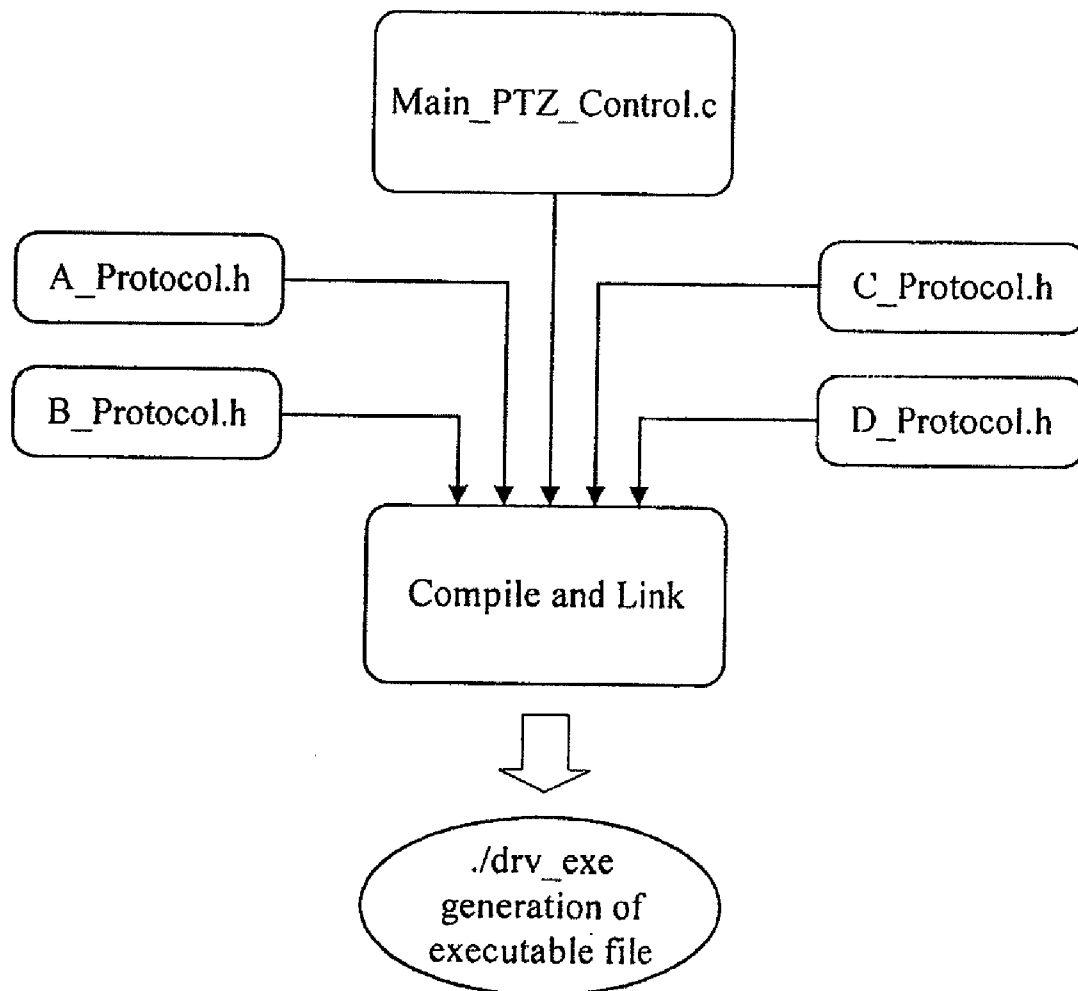 Main_PTZ_Control.c
A_Protocol.h
C_Protocol.h
B_Protocol.h
D_Protocol.h
Compile and Link
./drv_exe
generation of
executable file